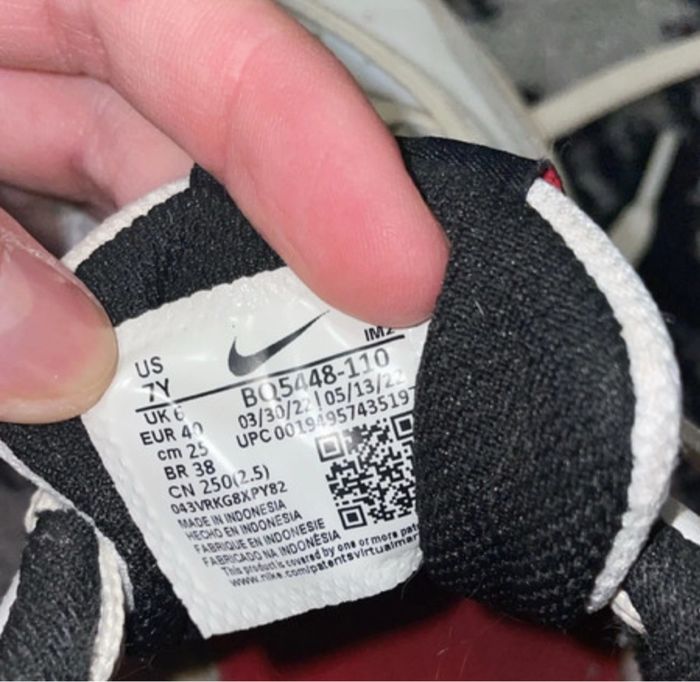 US
7Y
UK 6
EUR 40
cm 25
BR 38
CN 250(2.5)
BQ5448-110
03/30/22 | 05/13/22
UPC 00194957435197
043VRKG8XPY82
MADE IN INDONESIA
HECHO EN INDONESIA
FABRIQUE EN INDONESIE
FABRICADO NA INDONÉSIA
This product is covered by one or more
www.nike.com/patentsvirtualmar